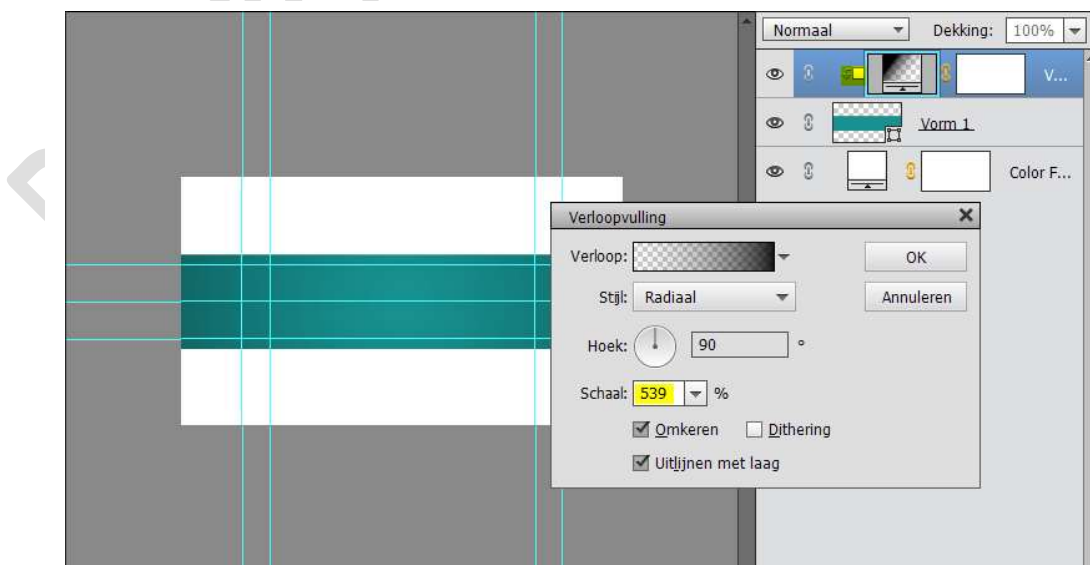 Normaal Dekking: 100%
V...
Vorm 1
Color F...
Verloopvulling
Verloop: OK
Stijl: Radiaal Annuleren
Hoek: 90 °
Schaal: 539 %
Omkeren Dithering
Uitlijnen met laag